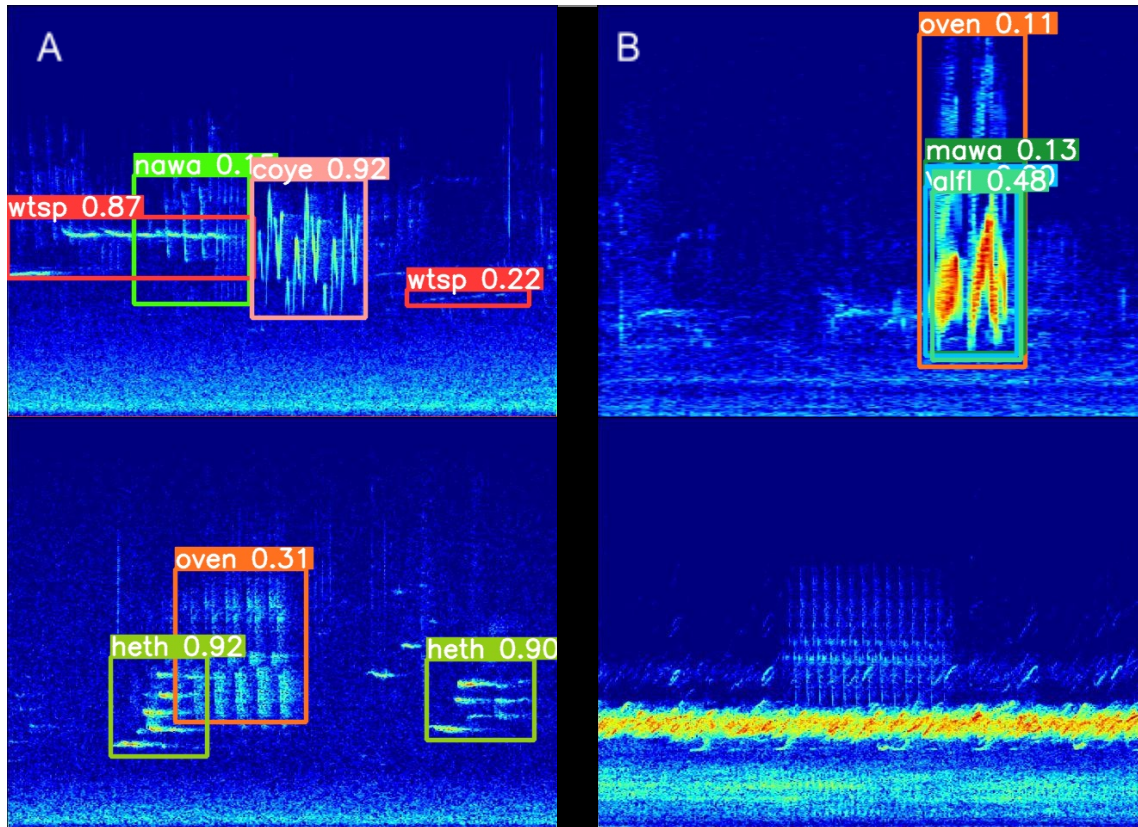 A
nawa
coye 0.92
wtsp 0.87
wtsp 0.22
oven 0.31
heth 0.92
heth 0.90
B
oven 0.11
mawa 0.13
alfl 0.48